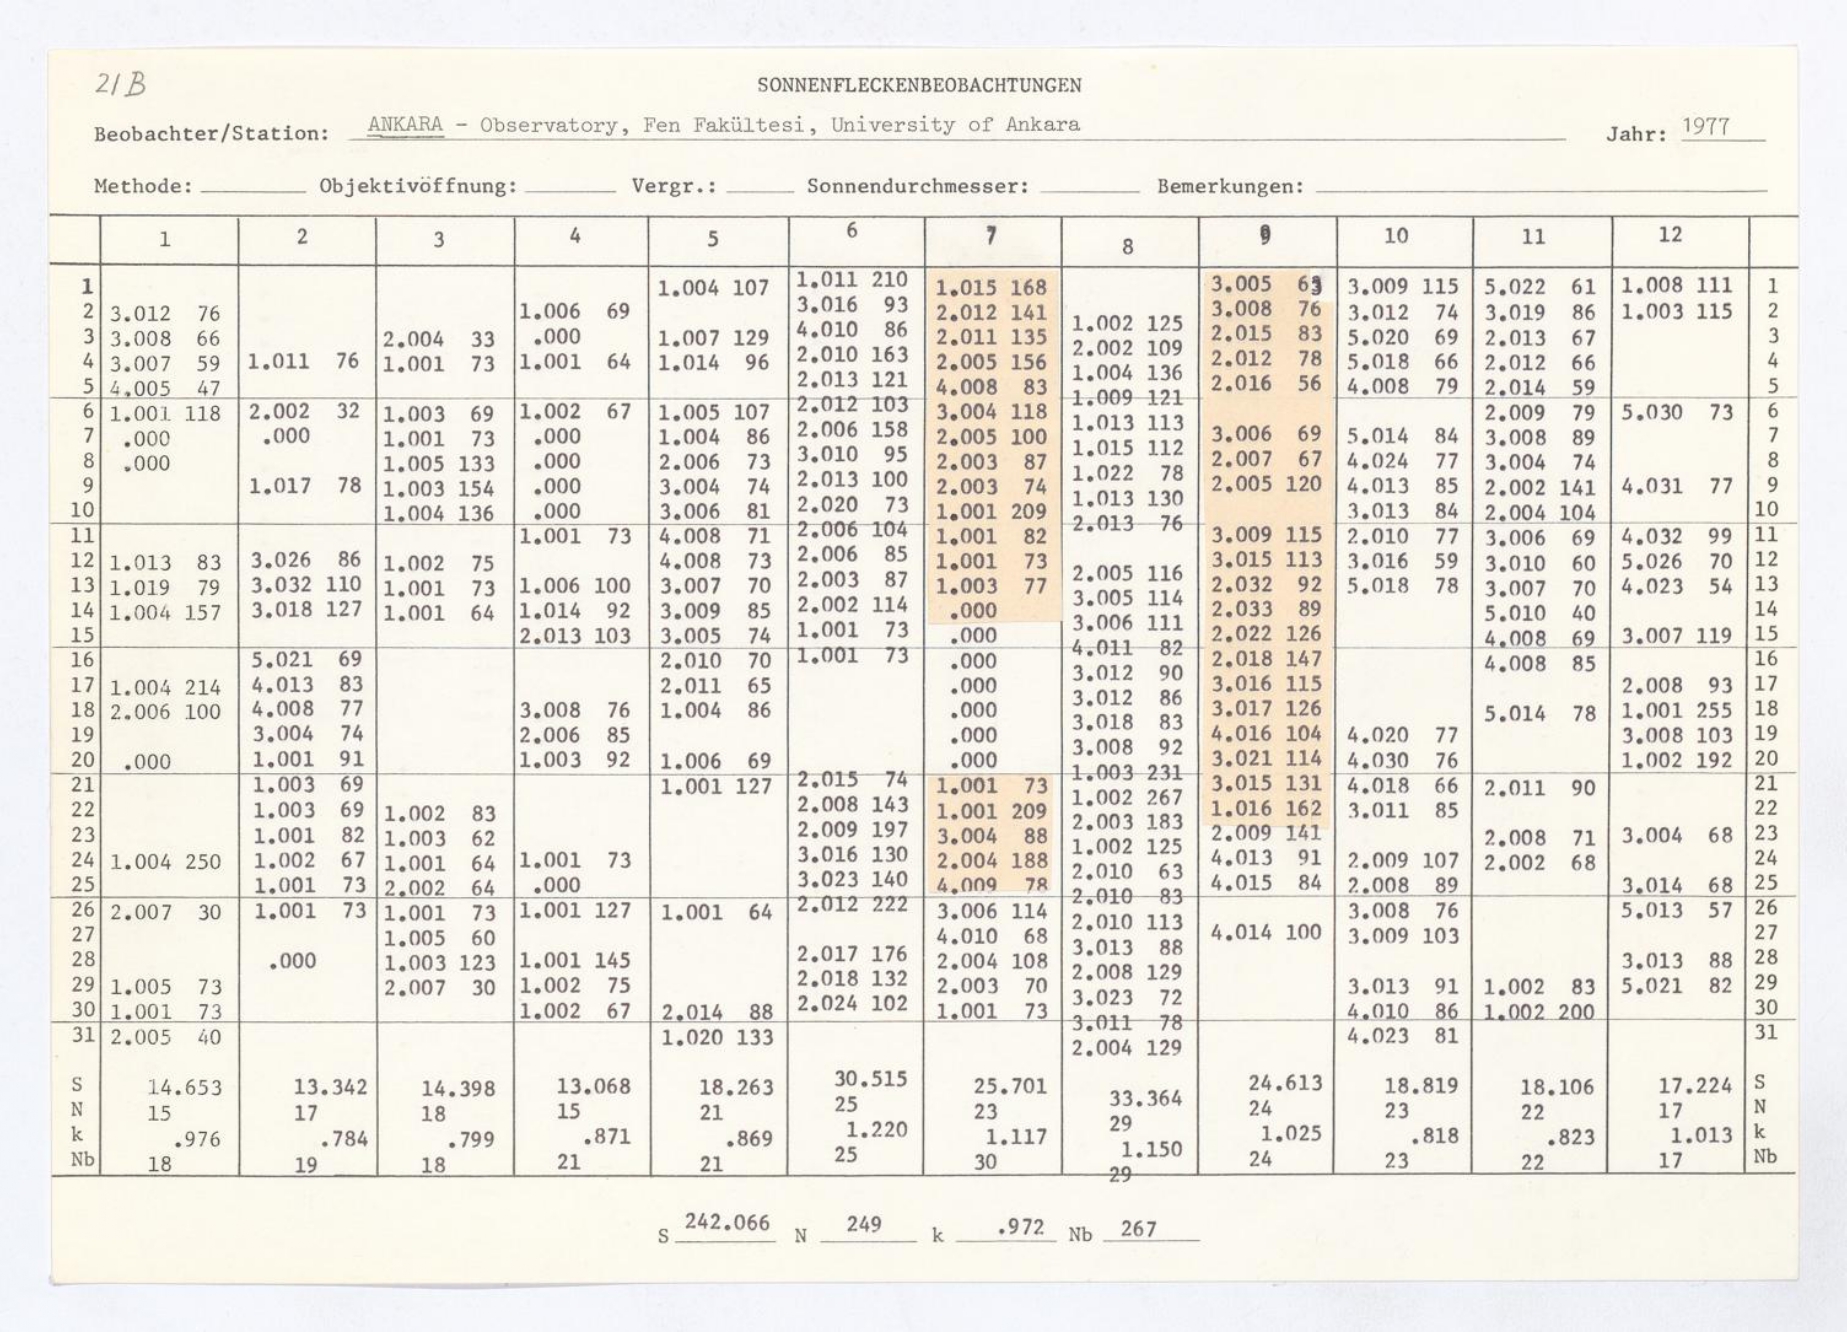 21B
SONNENFLECKENBEOBACHTUNGEN
Beobachter/Station: ANKARA - Observatory, Fen Fakültesi, University of Ankara Jahr: 1977
Methode: Objektivöffnung: Vergr.: Sonnendurchmesser: Bemerkungen:
1 2 3 4 5 6 7 8 9 10 11 12
1 1.004 107 1.011 210 1.015 168 3.005 63 3.009 115 5.022 61 1.008 111 1
2 3.012 76 1.006 69 3.016 93 2.012 141 1.002 125 3.008 76 3.012 74 3.019 86 1.003 115 2
3 3.008 66 2.004 33 .000 1.007 129 4.010 86 2.011 135 2.002 109 2.015 83 5.020 69 2.013 67 3
4 3.007 59 1.011 76 1.001 73 1.001 64 1.014 96 2.010 163 2.005 156 1.004 136 2.012 78 5.018 66 2.012 66 4
5 4.005 47 2.013 121 4.008 83 1.009 121 2.016 56 4.008 79 2.014 59 5
6 1.001 118 2.002 32 1.003 69 1.002 67 1.005 107 2.012 103 3.004 118 1.013 113 2.009 79 5.030 73 6
7 .000 .000 1.001 73 .000 1.004 86 2.006 158 2.005 100 1.015 112 3.006 69 5.014 84 3.008 89 7
8 .000 1.005 133 .000 2.006 73 3.010 95 2.003 87 1.022 78 2.007 67 4.024 77 3.004 74 8
9 1.017 78 1.003 154 .000 3.004 74 2.013 100 2.003 74 1.013 130 2.005 120 4.013 85 2.002 141 4.031 77 9
10 1.004 136 .000 3.006 81 2.020 73 1.001 209 2.013 76 3.013 84 2.004 104 10
11 1.001 73 4.008 71 2.006 104 1.001 82 3.009 115 2.010 77 3.006 69 4.032 99 11
12 1.013 83 3.026 86 1.002 75 4.008 73 2.006 85 1.001 73 2.005 116 3.015 113 3.016 59 3.010 60 5.026 70 12
13 1.019 79 3.032 110 1.001 73 1.006 100 3.007 70 2.003 87 1.003 77 3.005 114 2.032 92 5.018 78 3.007 70 4.023 54 13
14 1.004 157 3.018 127 1.001 64 1.014 92 3.009 85 2.002 114 .000 3.006 111 2.033 89 5.010 40 14
15 2.013 103 3.005 74 1.001 73 .000 4.011 82 2.022 126 4.008 69 3.007 119 15
16 5.021 69 2.010 70 1.001 73 .000 3.012 90 2.018 147 4.008 85 16
17 1.004 214 4.013 83 2.011 65 .000 3.012 86 3.016 115 2.008 93 17
18 2.006 100 4.008 77 3.008 76 1.004 86 .000 3.018 83 3.017 126 5.014 78 1.001 255 18
19 3.004 74 2.006 85 .000 3.008 92 4.016 104 4.020 77 3.008 103 19
20 .000 1.001 91 1.003 92 1.006 69 .000 1.003 231 3.021 114 4.030 76 1.002 192 20
21 1.003 69 1.001 127 2.015 74 1.001 73 1.002 267 3.015 131 4.018 66 2.011 90 21
22 1.003 69 1.002 83 2.008 143 1.001 209 2.003 183 1.016 162 3.011 85 22
23 1.001 82 1.003 62 2.009 197 3.004 88 1.002 125 2.009 141 2.008 71 3.004 68 23
24 1.004 250 1.002 67 1.001 64 1.001 73 3.016 130 2.004 188 2.010 63 4.013 91 2.009 107 2.002 68 24
25 1.001 73 2.002 64 .000 3.023 140 4.009 78 2.010 83 4.015 84 2.008 89 3.014 68 25
26 2.007 30 1.001 73 1.001 73 1.001 127 1.001 64 2.012 222 3.006 114 2.010 113 3.008 76 5.013 57 26
27 1.005 60 4.010 68 3.013 88 4.014 100 3.009 103 27
28 .000 1.003 123 1.001 145 2.017 176 2.004 108 2.008 129 3.013 88 28
29 1.005 73 2.007 30 1.002 75 2.018 132 2.003 70 3.023 72 3.013 91 1.002 83 5.021 82 29
30 1.001 73 1.002 67 2.014 88 2.024 102 1.001 73 3.011 78 4.010 86 1.002 200 30
31 2.005 40 1.020 133 2.004 129 4.023 81 31
S 14.653 13.342 14.398 13.068 18.263 30.515 25.701 33.364 24.613 18.819 18.106 17.224 S
N 15 17 18 15 21 25 23 29 24 23 22 17 N
k .976 .784 .799 .871 .869 1.220 1.117 1.150 1.025 .818 .823 1.013 k
Nb 18 19 18 21 21 25 30 29 24 23 22 17 Nb
S 242.066 N 249 k .972 Nb 267